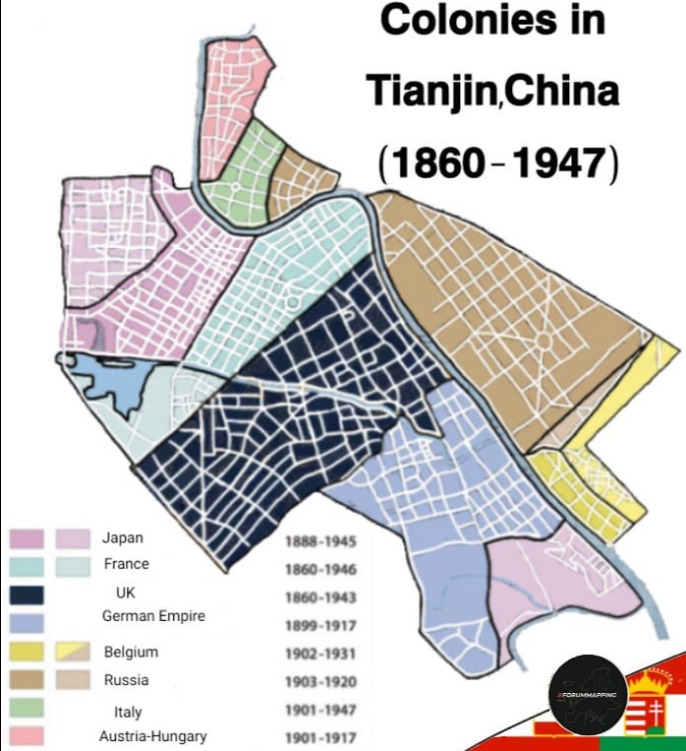 Colonies in
Tianjin,China
(1860-1947)
Japan 1888-1945
France 1860-1946
UK 1860-1943
German Empire 1899-1917
Belgium 1902-1931
Russia 1903-1920
Italy 1901-1947
Austria-Hungary 1901-1917
//FORUMMAPPING